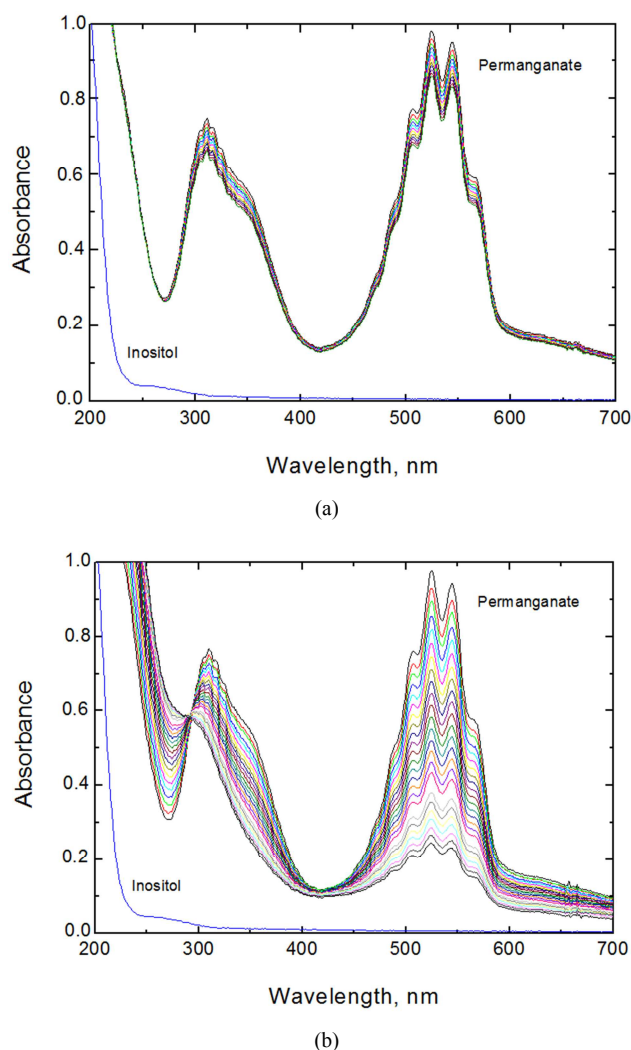 1.0
Permanganate
0.8
0.6
Absorbance
0.4
0.2
Inositol
0.0
200 300 400 500 600 700
Wavelength, nm
(a)
1.0
Permanganate
0.8
0.6
Absorbance
0.4
0.2
Inositol
0.0
200 300 400 500 600 700
Wavelength, nm
(b)